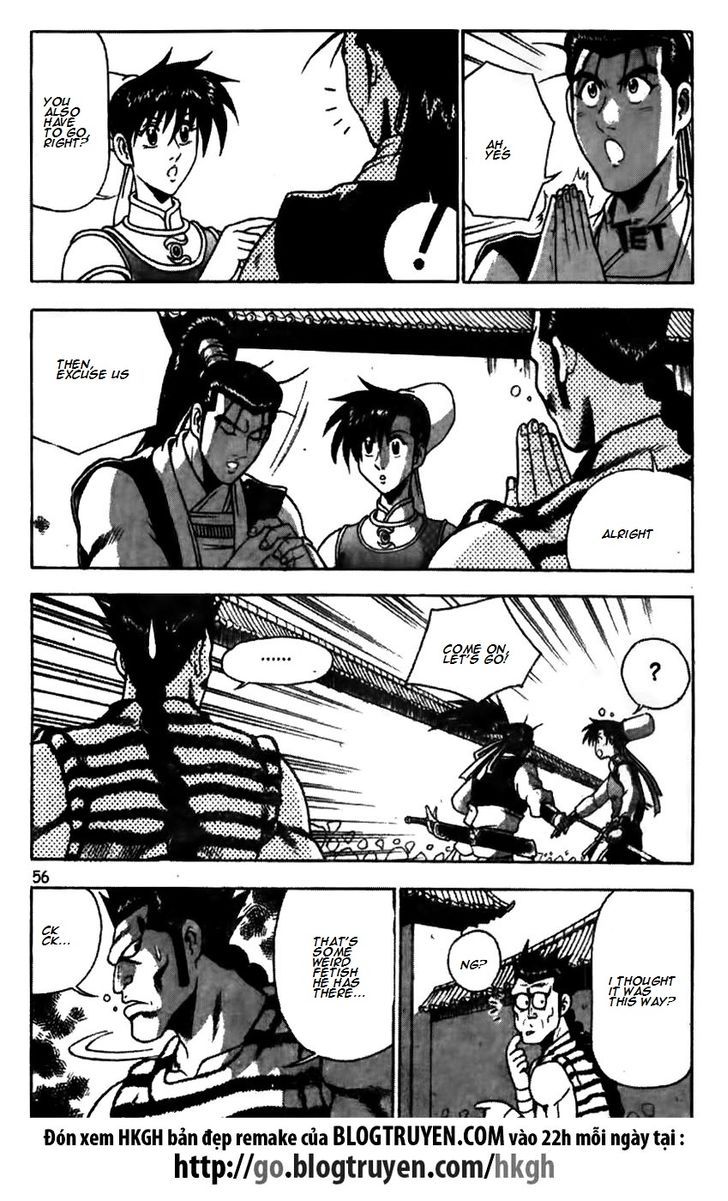 YOU
ALSO
HAVE
TO GO,
RIGHT?
!
AH,
YES
TÉT
THEN,
EXCUSE US
ALRIGHT
......
COME ON,
LET'S GO!
?
56
CK
CK...
THAT'S
SOME
WEIRD
FETISH
HE HAS
THERE...
NG?
I THOUGHT
IT WAS
THIS WAY?
Đón xem HKGH bản đẹp remake của BLOGTRUYEN.COM vào 22h mỗi ngày tại :
http://go.blogtruyen.com/hkgh